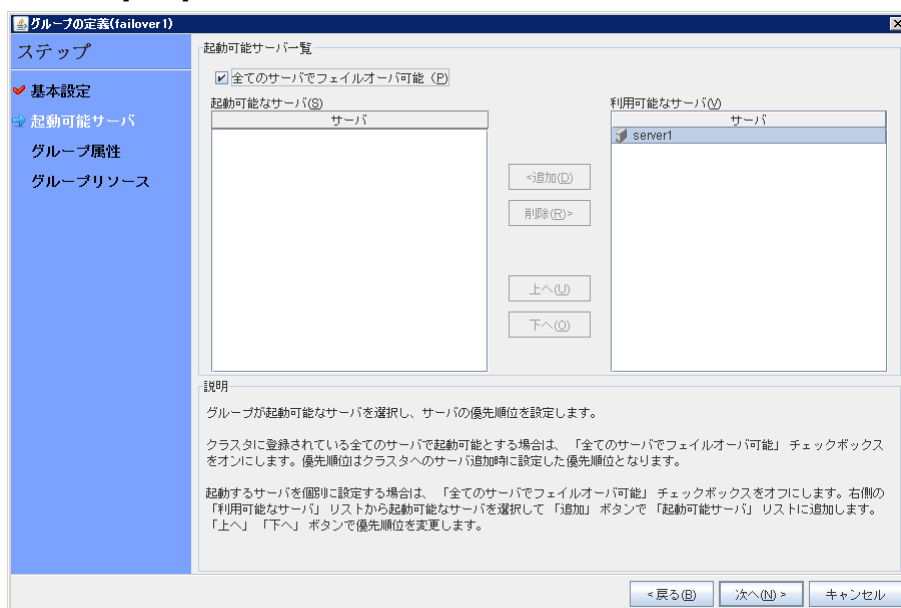 グループの定義(failover1)
ステップ
基本設定
起動可能サーバ
グループ属性
グループリソース
起動可能サーバ一覧
全てのサーバでフェイルオーバ可能 (P)
起動可能なサーバ(S)
利用可能なサーバ(V)
サーバ
サーバ
server1
<追加(D)
削除(R)>
上へ(U)
下へ(O)
説明
グループが起動可能なサーバを選択し、サーバの優先順位を設定します。
クラスタに登録されている全てのサーバで起動可能とする場合は、「全てのサーバでフェイルオーバ可能」 チェックボックス
をオンにします。優先順位はクラスタへのサーバ追加時に設定した優先順位となります。
起動するサーバを個別に設定する場合は、「全てのサーバでフェイルオーバ可能」 チェックボックスをオフにします。右側の
「利用可能なサーバ」 リストから起動可能なサーバを選択して 「追加」 ボタンで 「起動可能サーバ」 リストに追加します。
「上へ」 「下へ」 ボタンで優先順位を変更します。
<戻る(B)
次へ(N)>
キャンセル